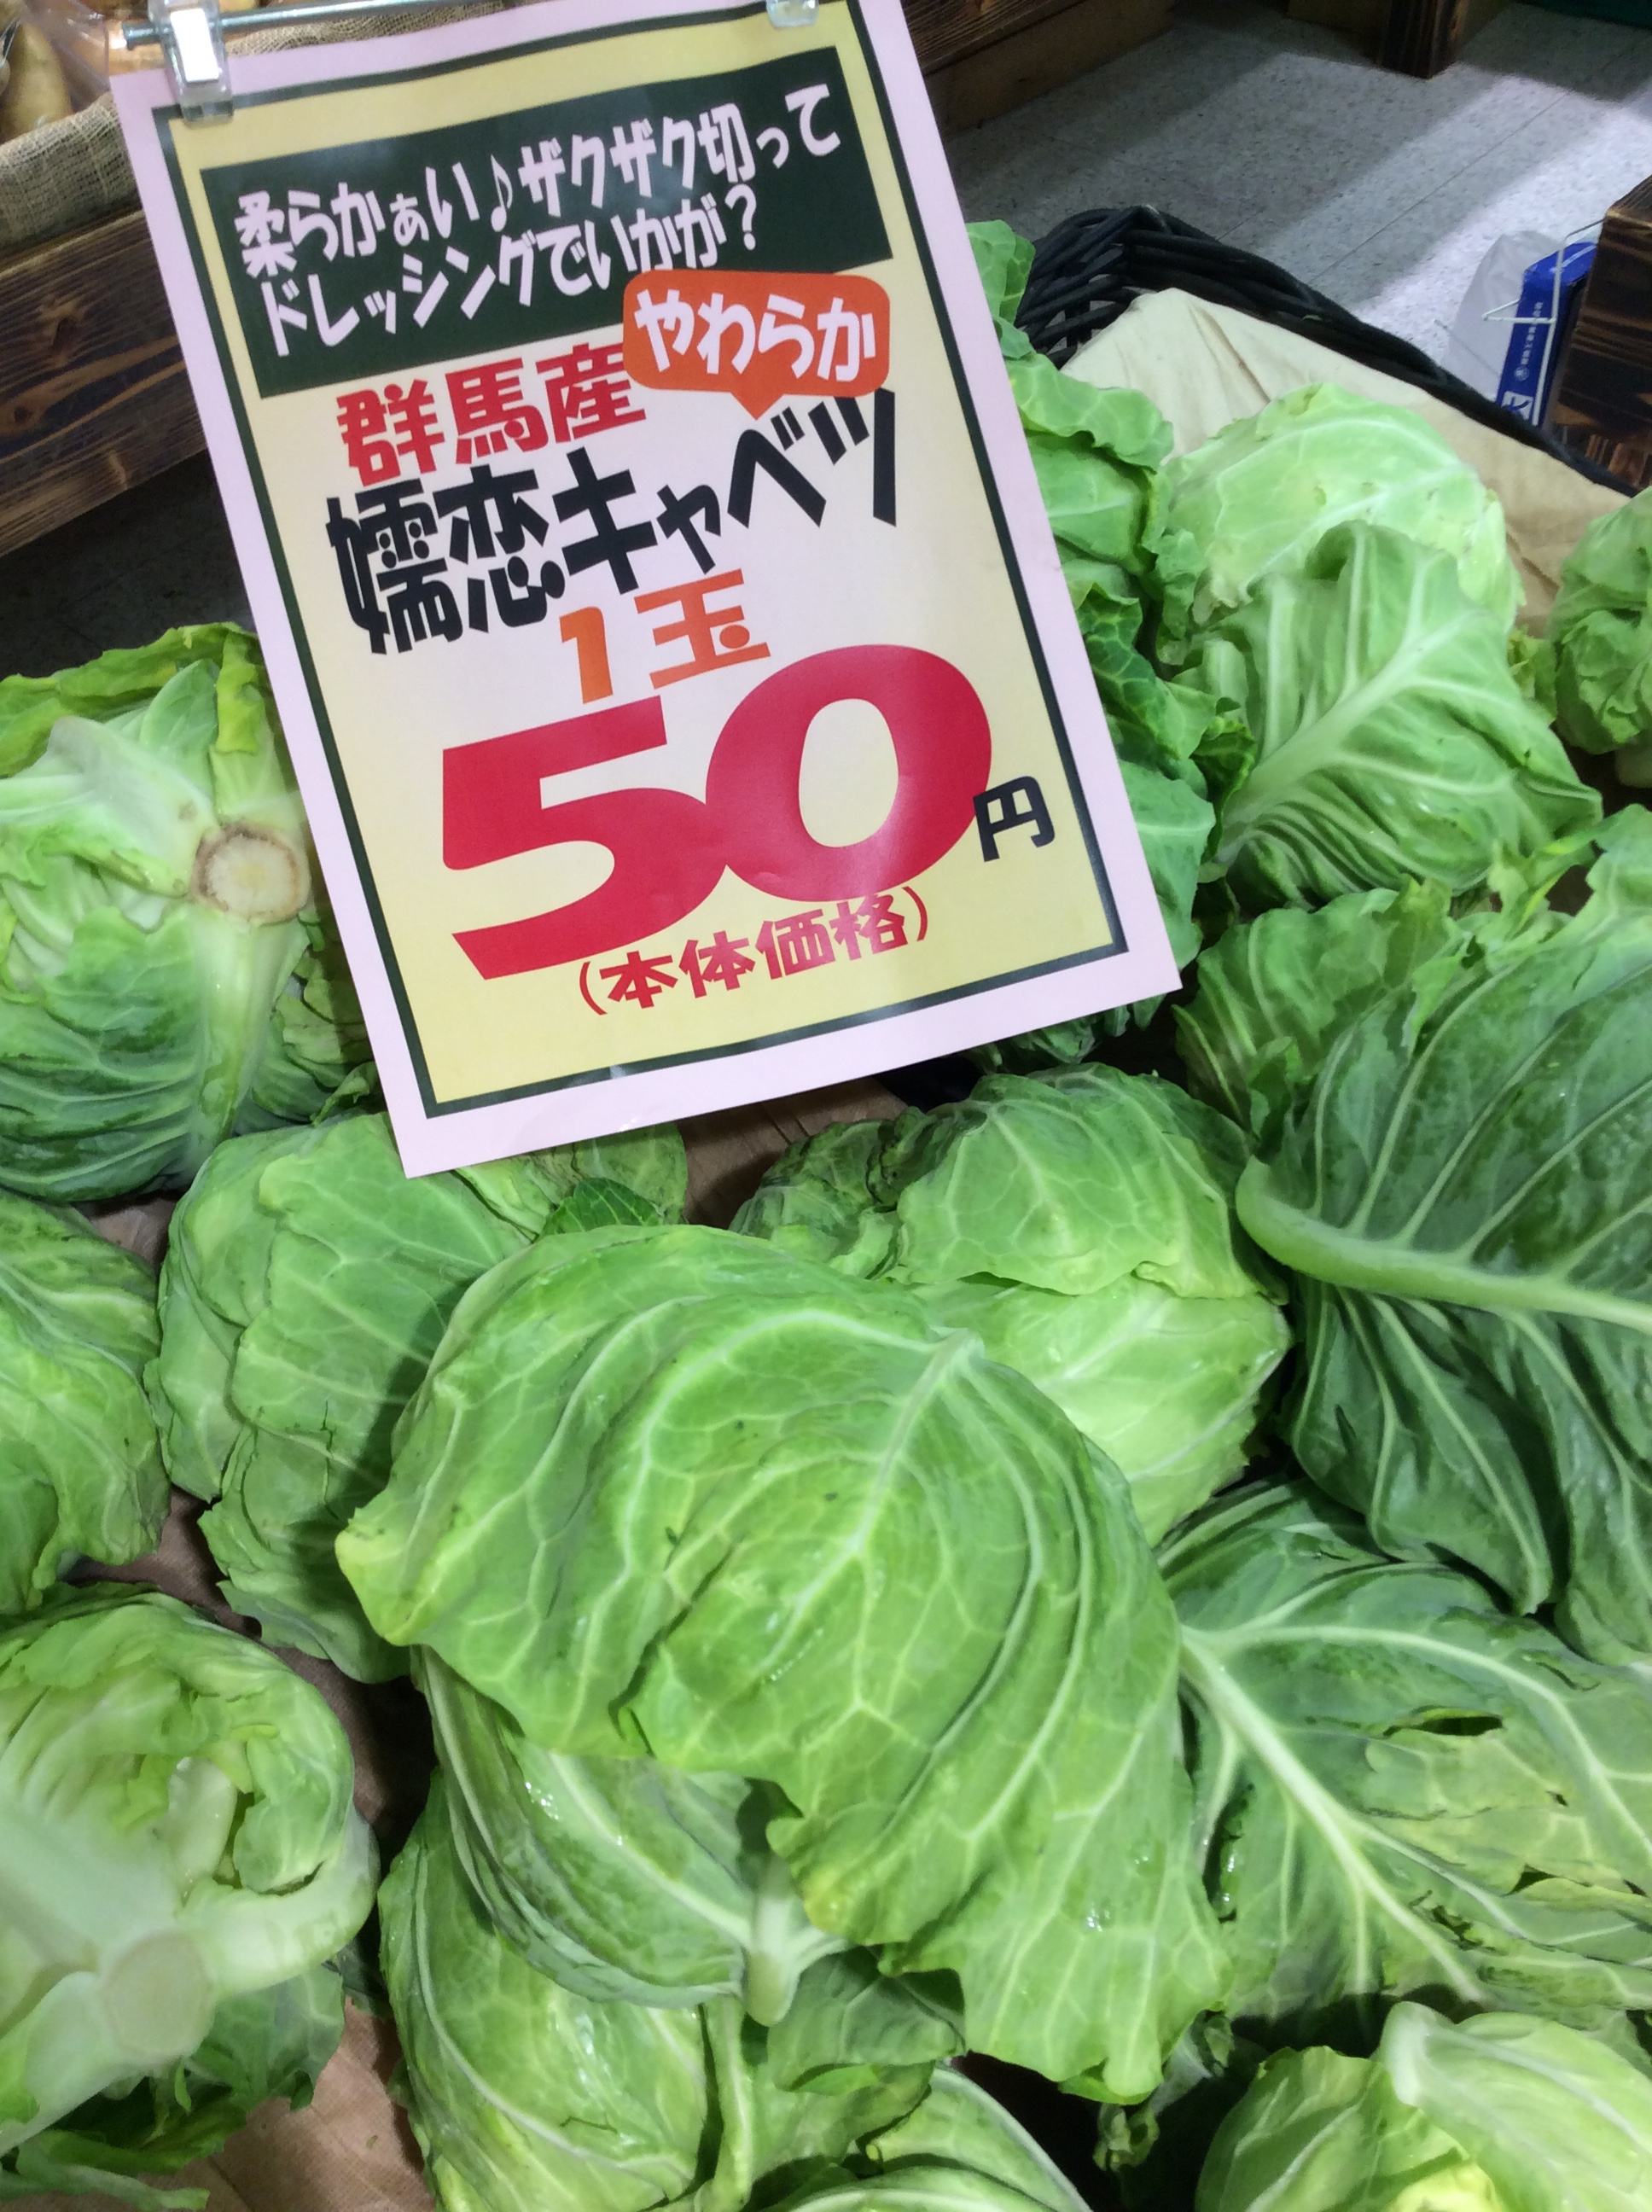 柔らかぁい♪ザクザク切って
ドレッシングでいかが？
やわらか
群馬産
嬬恋キャベツ
1玉
50円
(本体価格)